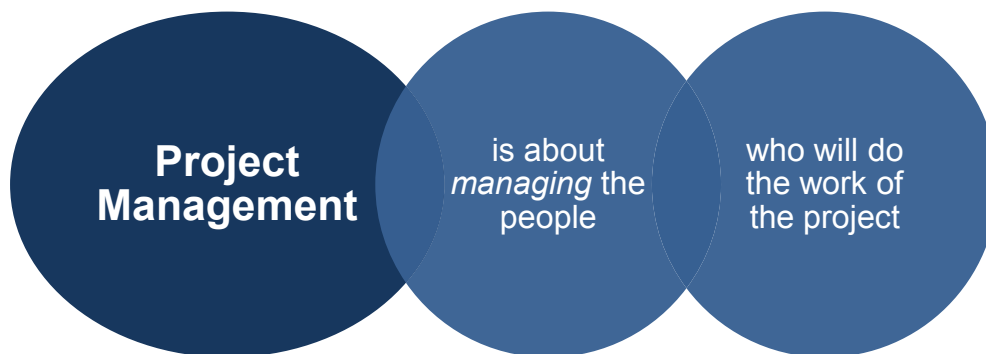 Project
Management
is about
managing the
people
who will do
the work of
the project